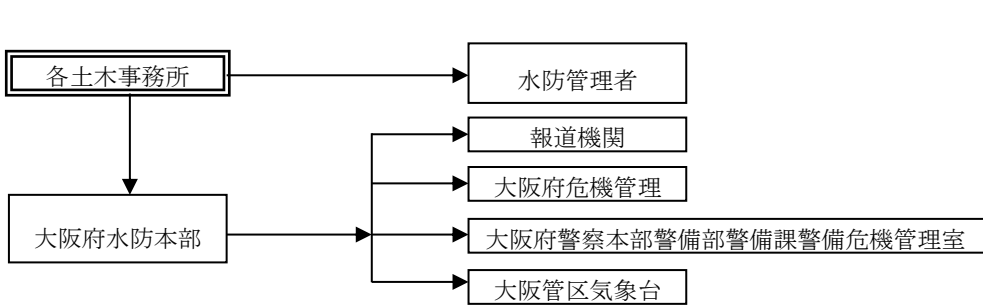 各土木事務所
水防管理者
報道機関
大阪府危機管理
大阪府水防本部
大阪府警察本部警備部警備課警備危機管理室
大阪管区気象台